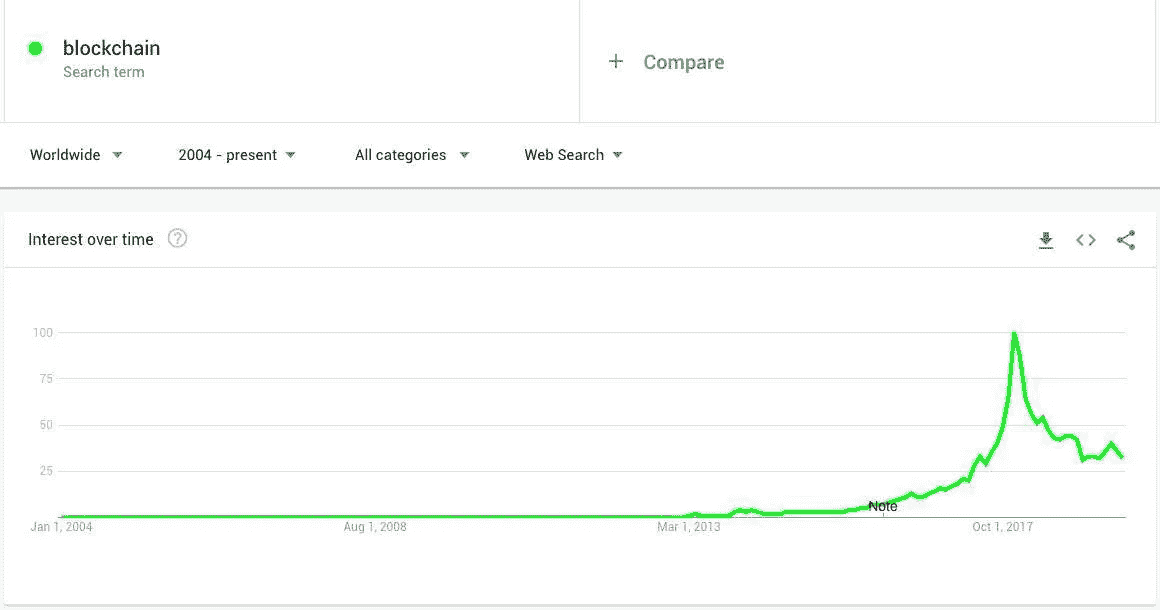 blockchain
Search term
+ Compare
Worldwide
2004 - present
All categories
Web Search
Interest over time ?
100
75
50
25
Note
Jan 1, 2004
Aug 1, 2008
Mar 1, 2013
Oct 1, 2017